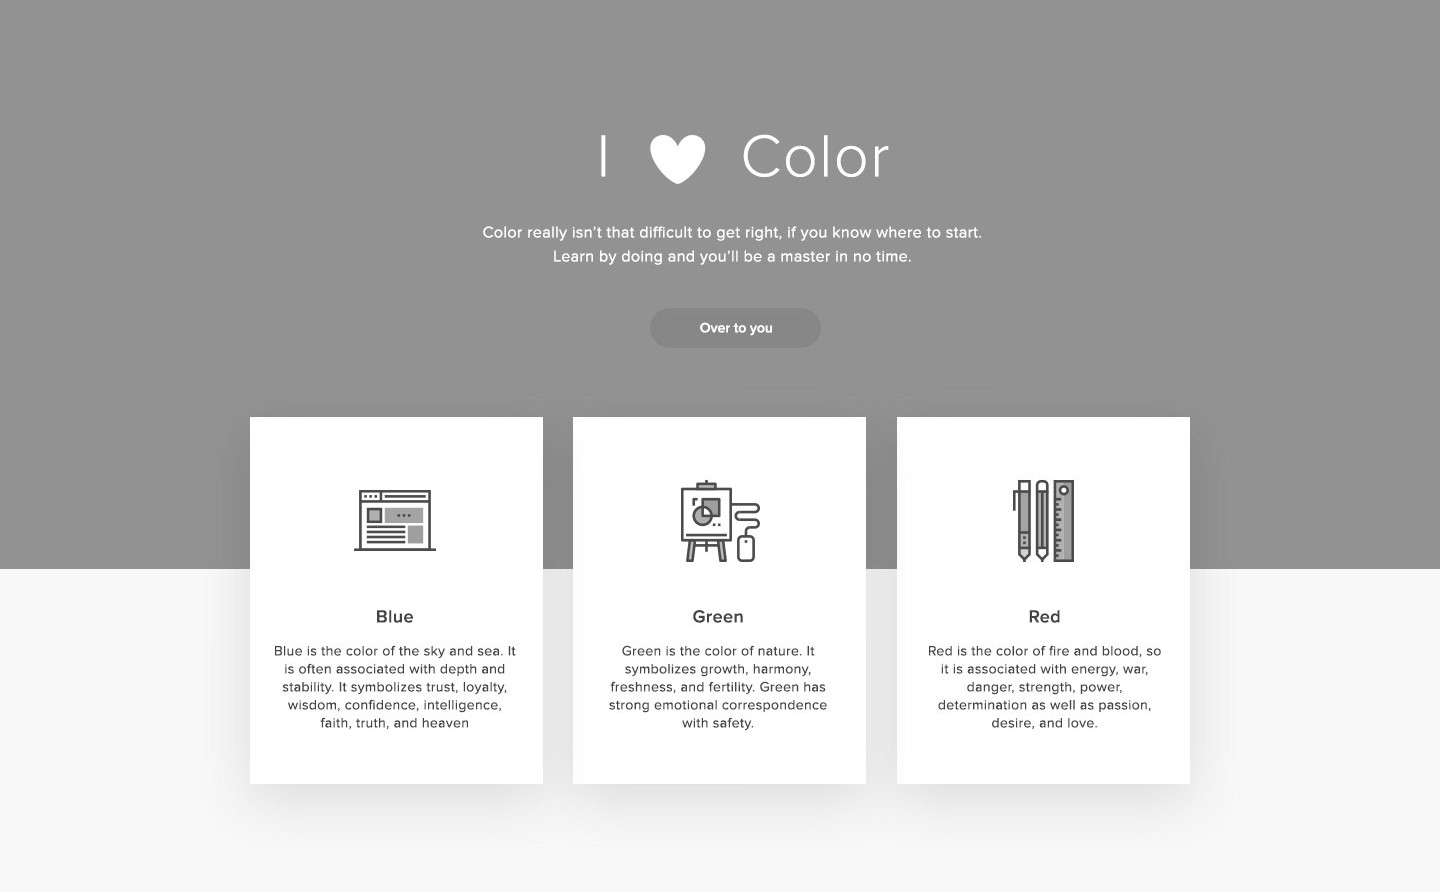 I Color
Color really isn't that difficult to get right, if you know where to start.
Learn by doing and you'll be a master in no time.
Over to you
Blue
Blue is the color of the sky and sea. It
is often associated with depth and
stability. It symbolizes trust, loyalty,
wisdom, confidence, intelligence,
faith, truth, and heaven
Green
Green is the color of nature. It
symbolizes growth, harmony,
freshness, and fertility. Green has
strong emotional correspondence
with safety.
Red
Red is the color of fire and blood, so
it is associated with energy, war,
danger, strength, power,
determination as well as passion,
desire, and love.